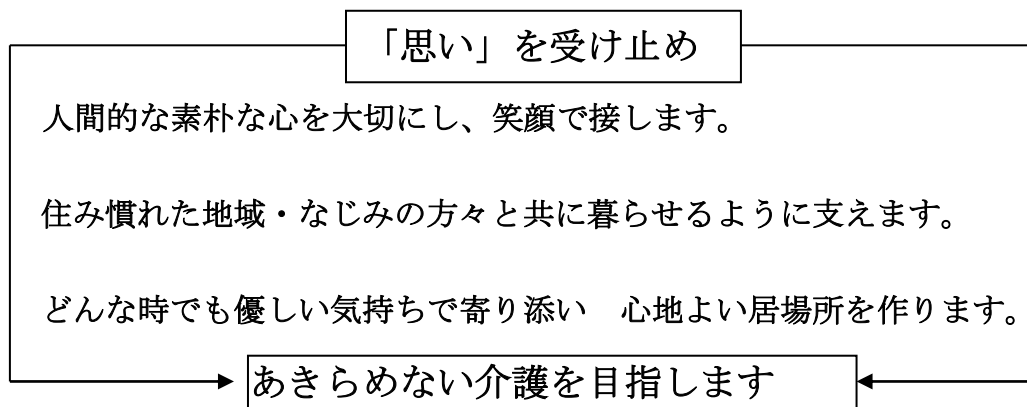 「思い」を受け止め
人間的な素朴な心を大切にし、笑顔で接します。
住み慣れた地域・なじみの方々と共に暮らせるように支えます。
どんな時でも優しい気持ちで寄り添い　心地よい居場所を作ります。
あきらめない介護を目指します